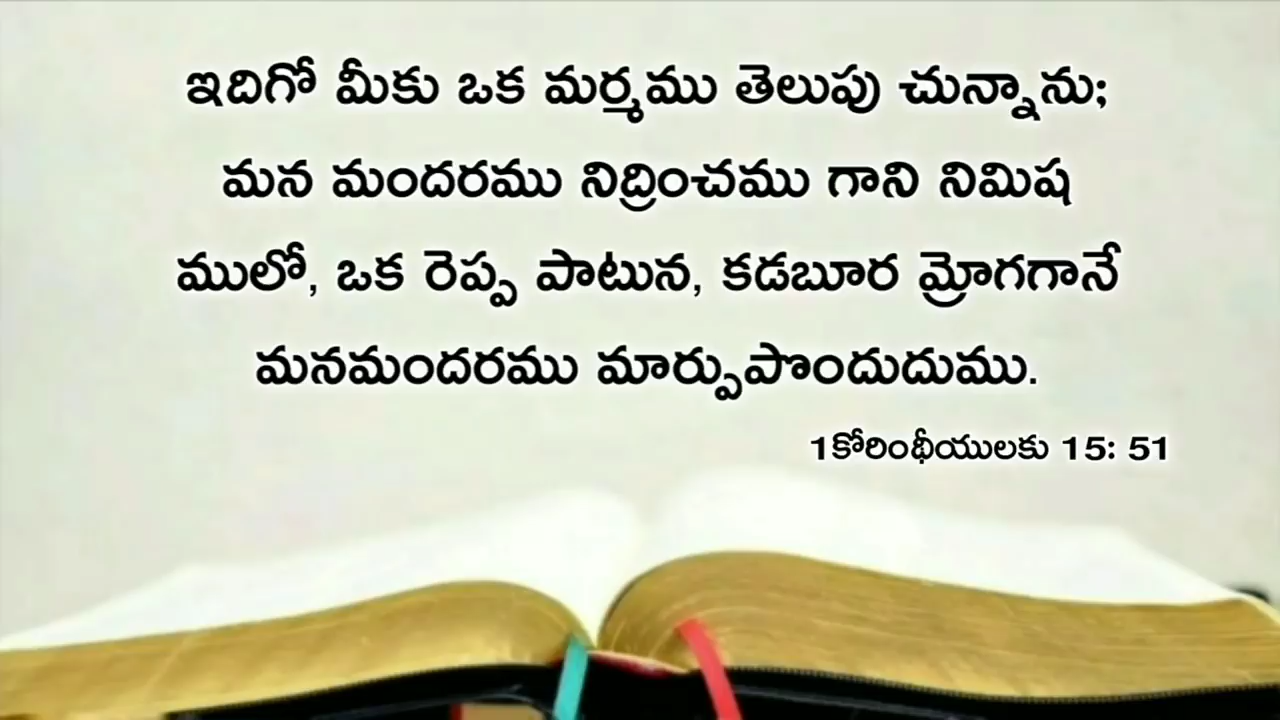 ఇదిగో మీకు ఒక మర్మము తెలుపు చున్నాను;
మన మందరము నిద్రించము గాని నిమిష
ములో, ఒక రెప్ప పాటున, కడబూర మ్రోగగానే
మనమందరము మార్పుపొందుదుము.
1కోరింథీయులకు 15: 51